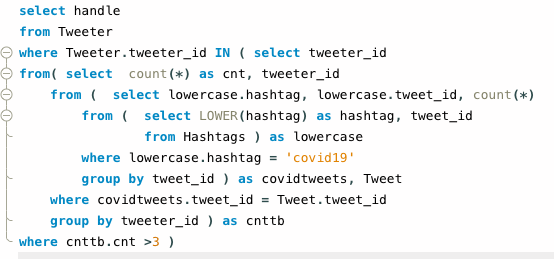 select handle
from Tweeter
where Tweeter.tweeter_id IN ( select tweeter_id
from( select  count(*) as cnt, tweeter_id
    from (  select lowercase.hashtag, lowercase.tweet_id, count(*)
        from (  select LOWER(hashtag) as hashtag, tweet_id
                from Hashtags ) as lowercase
        where lowercase.hashtag = 'covid19'
        group by tweet_id ) as covidtweets, Tweet
    where covidtweets.tweet_id = Tweet.tweet_id
    group by tweeter_id ) as cnttb
where cnttb.cnt >3 )